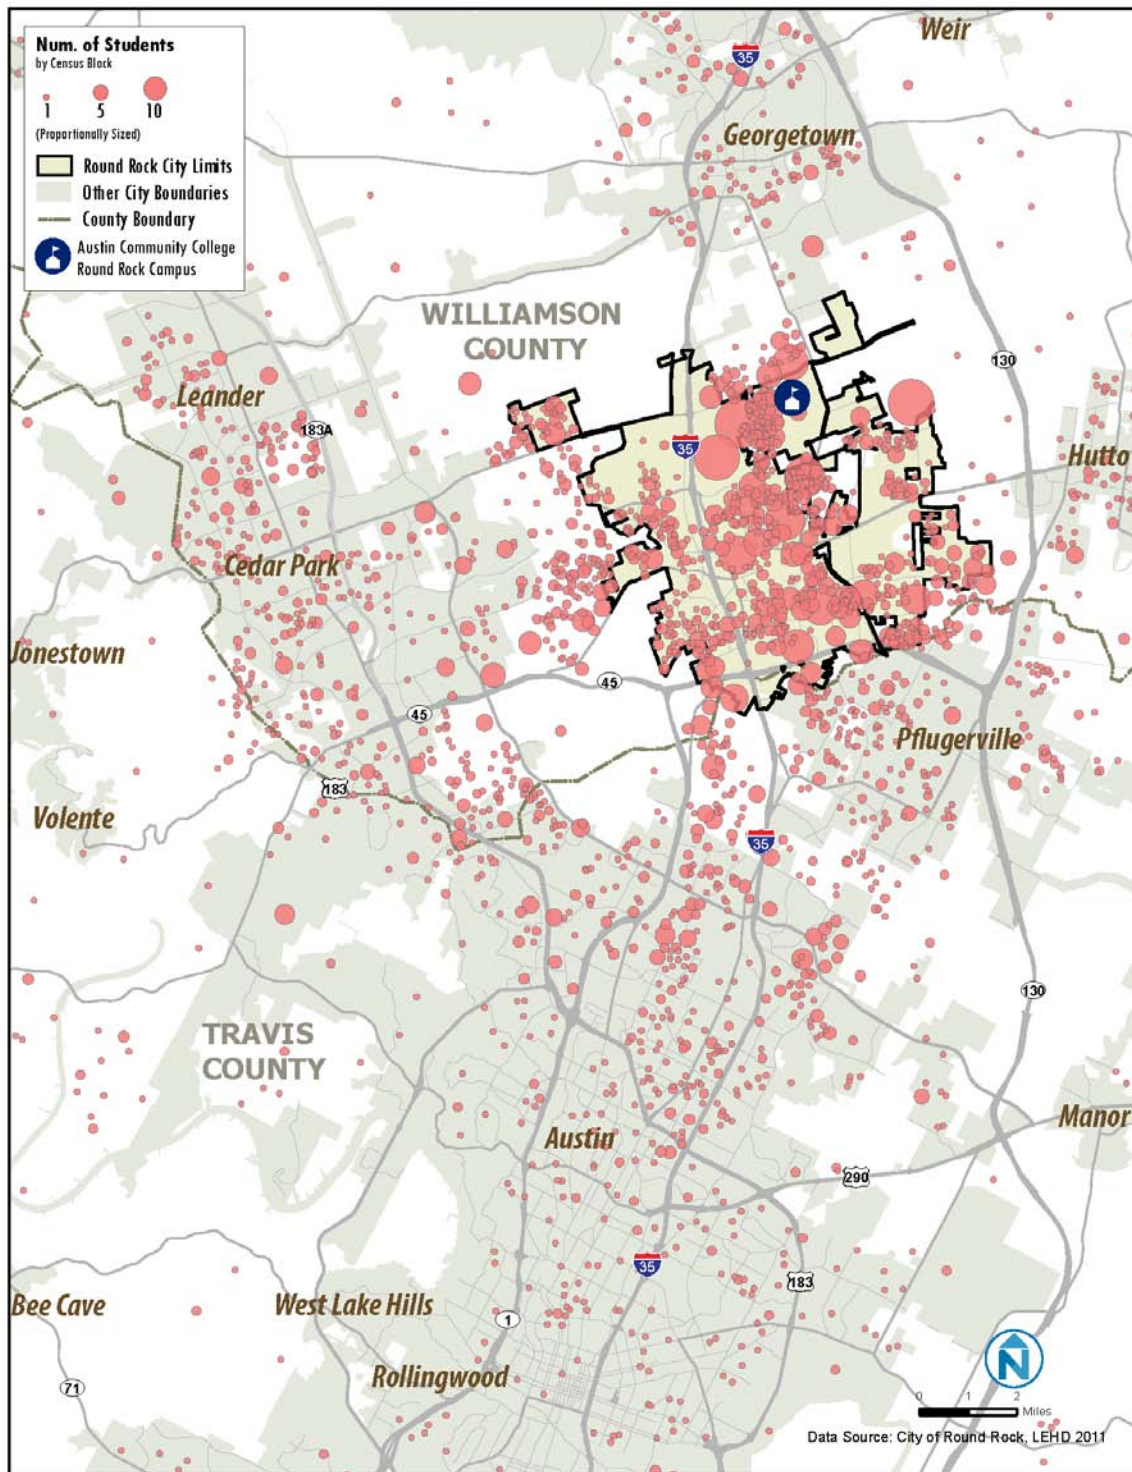 Num. of Students
by Census Block
1 5 10
(Proportionally Sized)
Round Rock City Limits
Other City Boundaries
County Boundary
Austin Community College
Round Rock Campus
Weir
35
Georgetown
WILLIAMSON
COUNTY
130
Leander
183A
35
Hutto
Cedar Park
Jonestown
45
45
Pflugerville
183
Volente
35
130
TRAVIS
COUNTY
Manor
Austin
290
35
183
Bee Cave
West Lake Hills
1
Rollingwood
71
N
0 1 2
Miles
Data Source: City of Round Rock, LEHD 2011